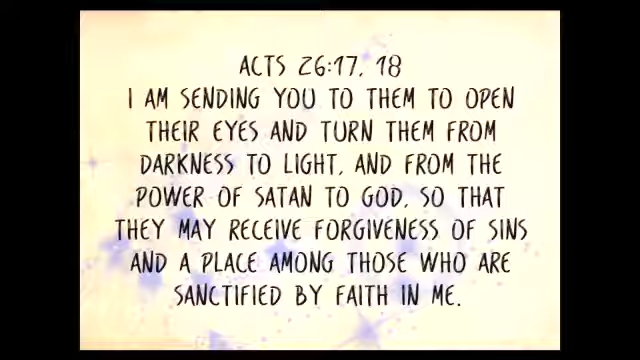 ACTS 26:17, 18
I AM SENDING YOU TO THEM TO OPEN
THEIR EYES AND TURN THEM FROM
DARKNESS TO LIGHT, AND FROM THE
POWER OF SATAN TO GOD, SO THAT
THEY MAY RECEIVE FORGIVENESS OF SINS
AND A PLACE AMONG THOSE WHO ARE
SANCTIFIED BY FAITH IN ME.